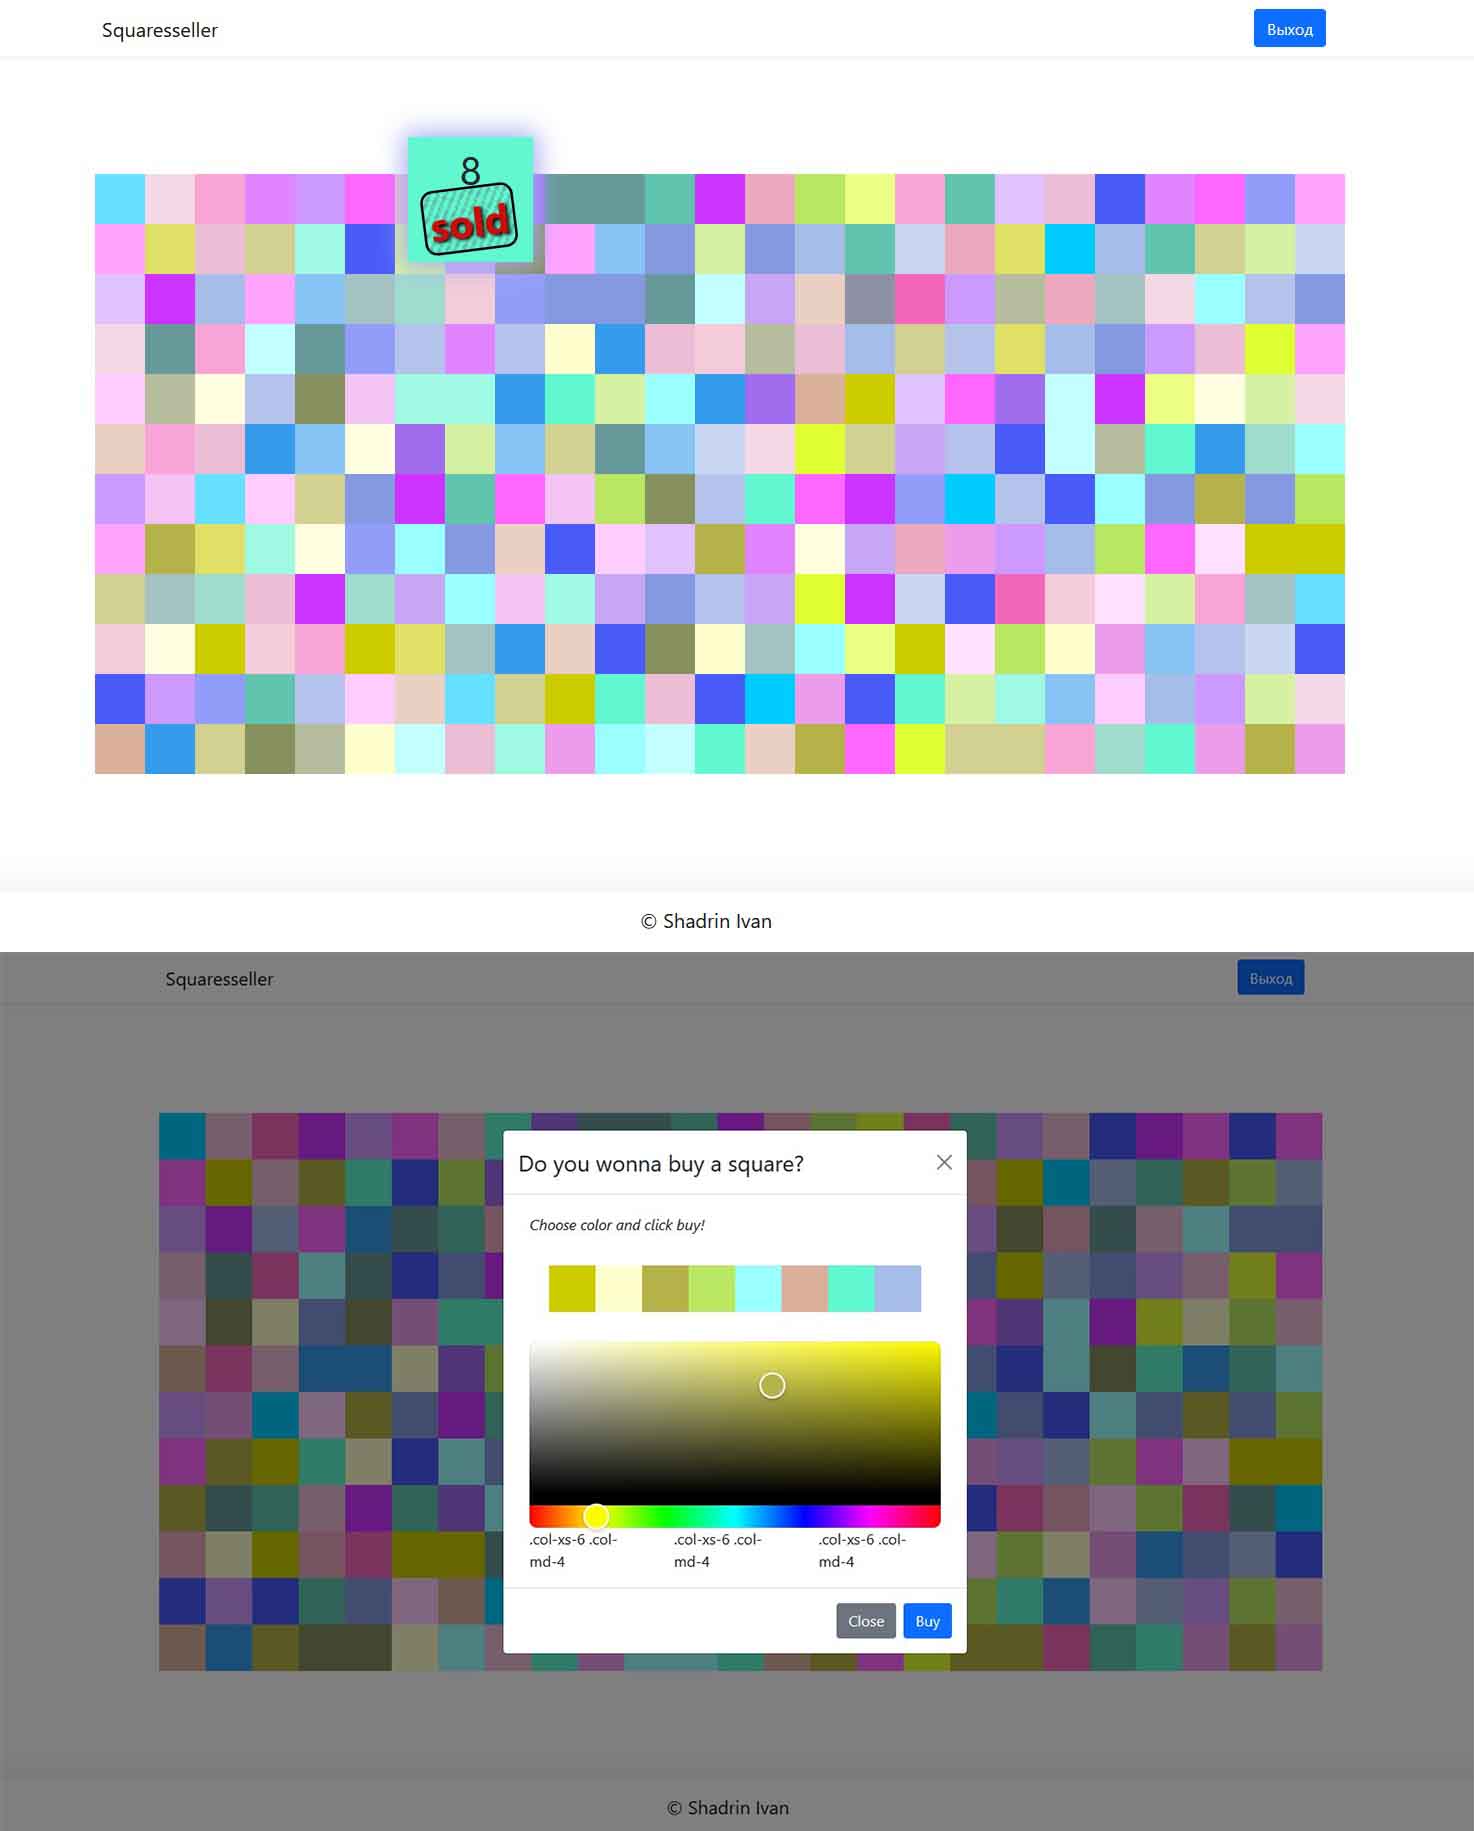 Squaresseller
Выход
8
sold
© Shadrin Ivan
Squaresseller
Выход
Do you wonna buy a square?
Choose color and click buy!
.col-xs-6 .col-
md-4
.col-xs-6 .col-
md-4
.col-xs-6 .col-
md-4
Close
Buy
© Shadrin Ivan